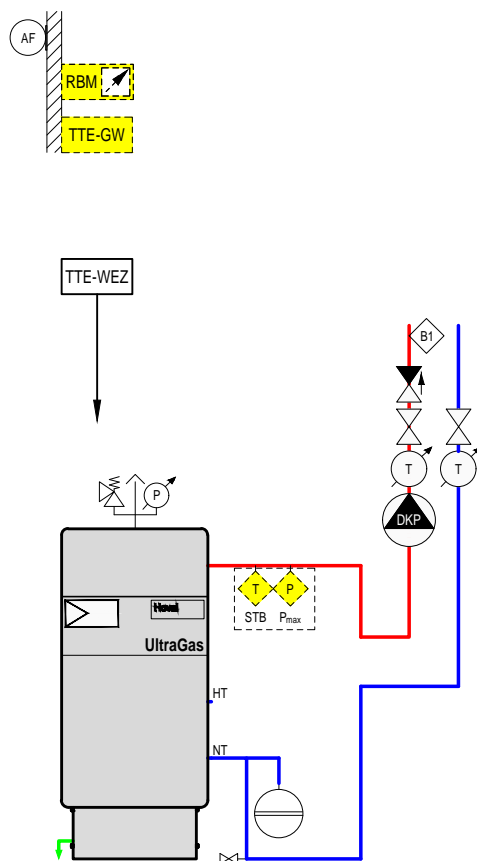 AF
RBM
TTE-GW
TTE-WEZ
B1
T
T
P
DKP
T
P
STB
Pmax
Hoval
UltraGas
HT
NT